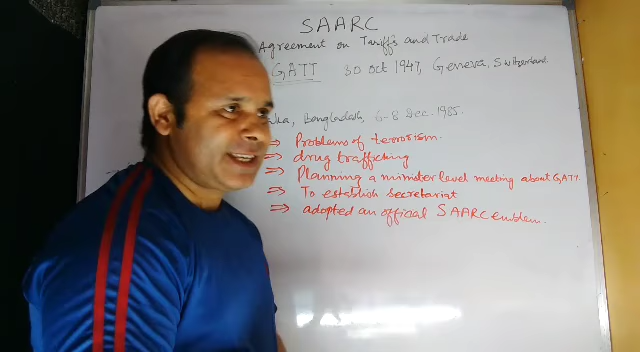 SAARC
Agreement on Tariffs and Trade
GATT 30 oct 1947, Geneva, Switzerland.
Bangladesh, 6-8 Dec. 1985.
⇒ Problems of terrorism.
⇒ drug trafficking
⇒ Planning a minister level meeting about GATT.
⇒ To establish secretariat
⇒ adopted an official SAARC emblem.